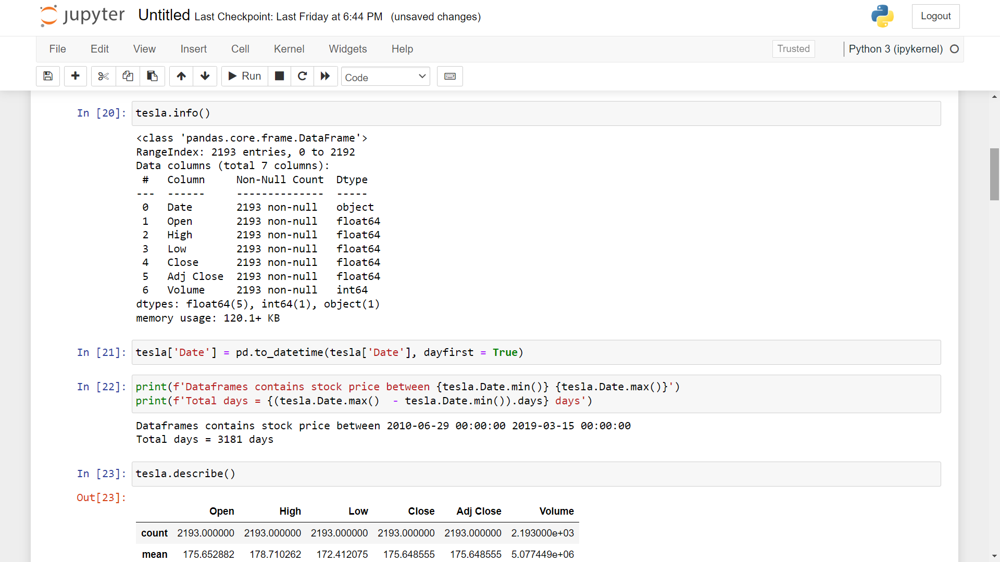 jupyter Untitled Last Checkpoint: Last Friday at 6:44 PM (unsaved changes)
Logout
File Edit View Insert Cell Kernel Widgets Help
Trusted Python 3 (ipykernel)
Run Code
In [20]: tesla.info()
<class 'pandas.core.frame.DataFrame'>
RangeIndex: 2193 entries, 0 to 2192
Data columns (total 7 columns):
 #   Column     Non-Null Count  Dtype
---  ------     --------------  -----
 0   Date       2193 non-null   object
 1   Open       2193 non-null   float64
 2   High       2193 non-null   float64
 3   Low        2193 non-null   float64
 4   Close      2193 non-null   float64
 5   Adj Close  2193 non-null   float64
 6   Volume     2193 non-null   int64
dtypes: float64(5), int64(1), object(1)
memory usage: 120.1+ KB
In [21]: tesla['Date'] = pd.to_datetime(tesla['Date'], dayfirst = True)
In [22]: print(f'Dataframes contains stock price between {tesla.Date.min()} {tesla.Date.max()}')
print(f'Total days = {(tesla.Date.max()  - tesla.Date.min()).days} days')
Dataframes contains stock price between 2010-06-29 00:00:00 2019-03-15 00:00:00
Total days = 3181 days
In [23]: tesla.describe()
Out[23]:
Open High Low Close Adj Close Volume
count 2193.000000 2193.000000 2193.000000 2193.000000 2193.000000 2.193000e+03
mean 175.652882 178.710262 172.412075 175.648555 175.648555 5.077449e+06